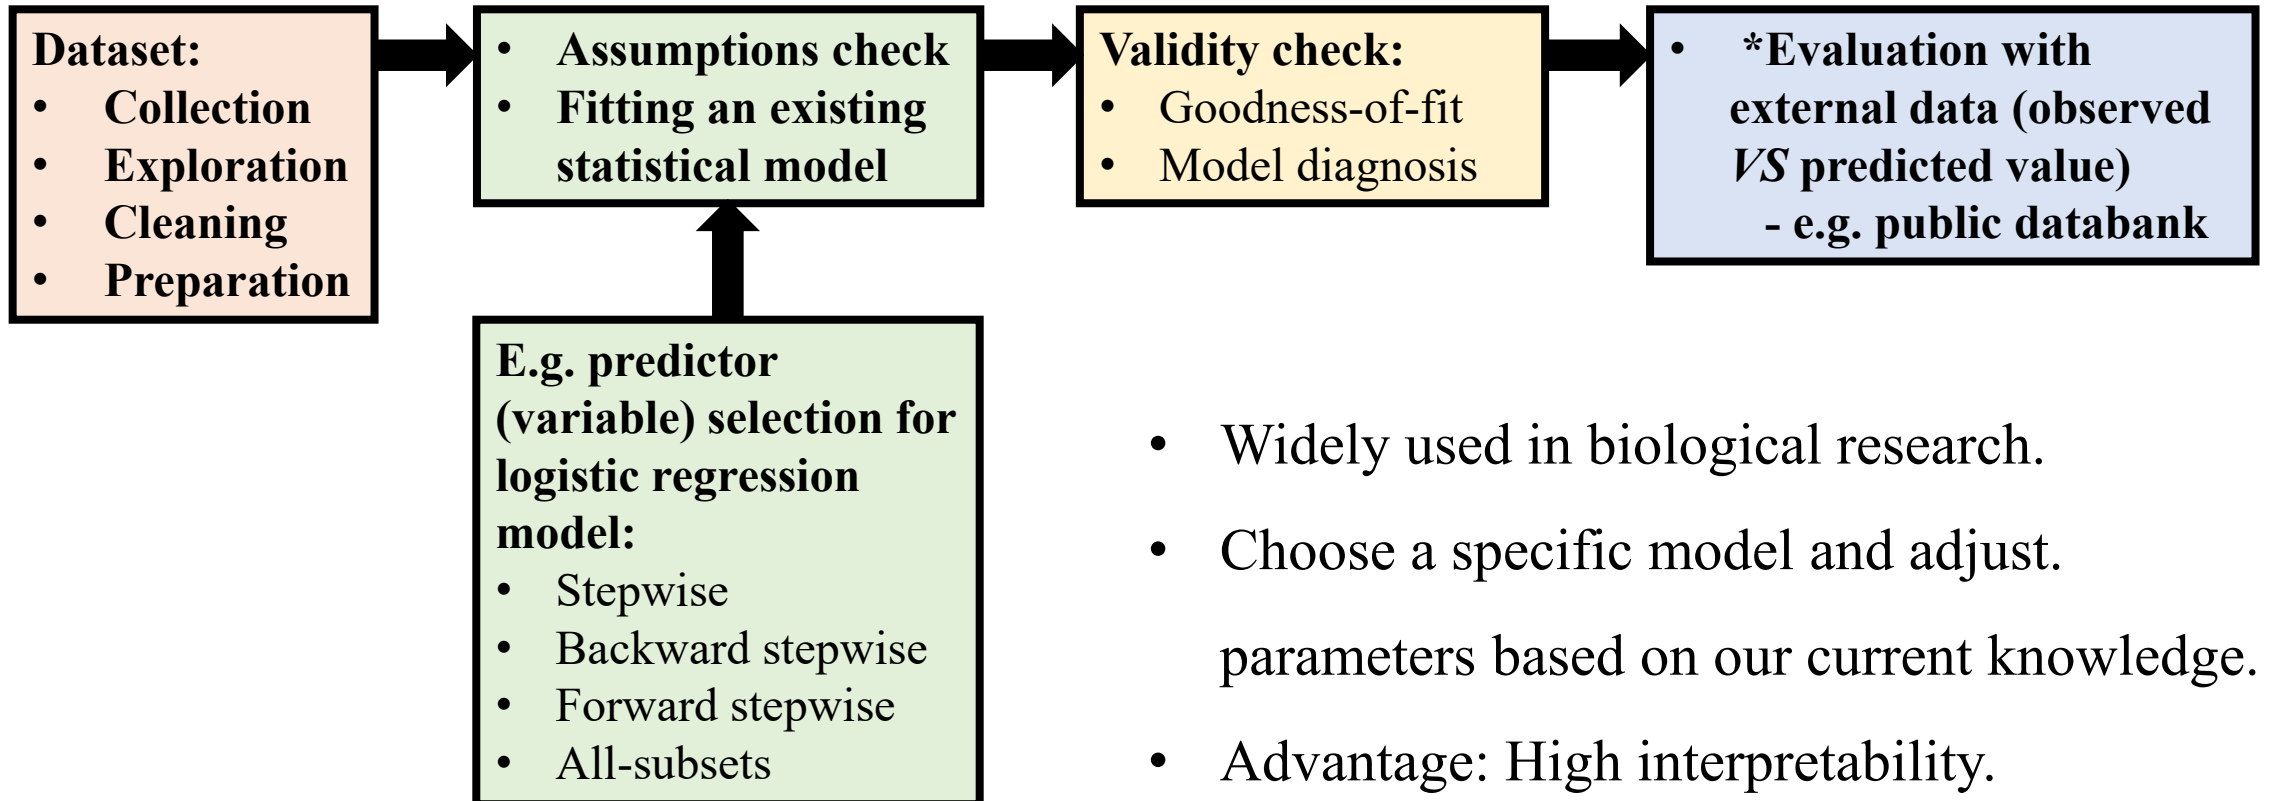 Dataset:
• Collection
• Exploration
• Cleaning
• Preparation
• Assumptions check
• Fitting an existing
statistical model
Validity check:
• Goodness-of-fit
• Model diagnosis
• *Evaluation with
external data (observed
VS predicted value)
- e.g. public databank
E.g. predictor
(variable) selection for
logistic regression
model:
• Stepwise
• Backward stepwise
• Forward stepwise
• All-subsets
• Widely used in biological research.
• Choose a specific model and adjust.
parameters based on our current knowledge.
• Advantage: High interpretability.